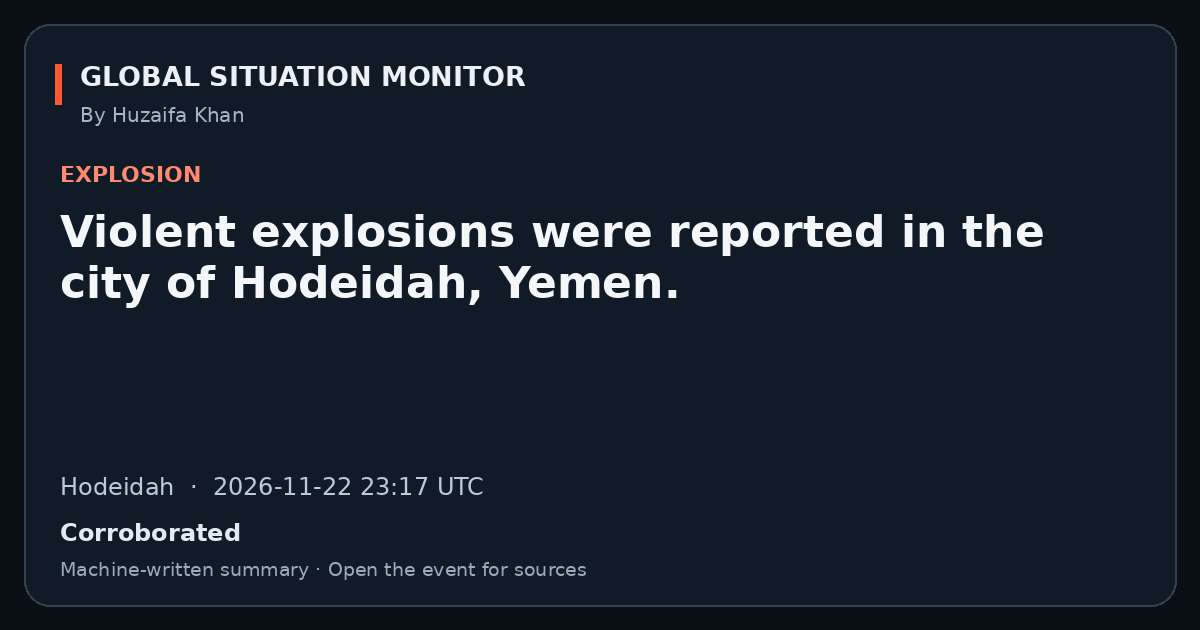 GLOBAL SITUATION MONITOR
By Huzaifa Khan
EXPLOSION
Violent explosions were reported in the
city of Hodeidah, Yemen.
Hodeidah · 2026-11-22 23:17 UTC
Corroborated
Machine-written summary · Open the event for sources